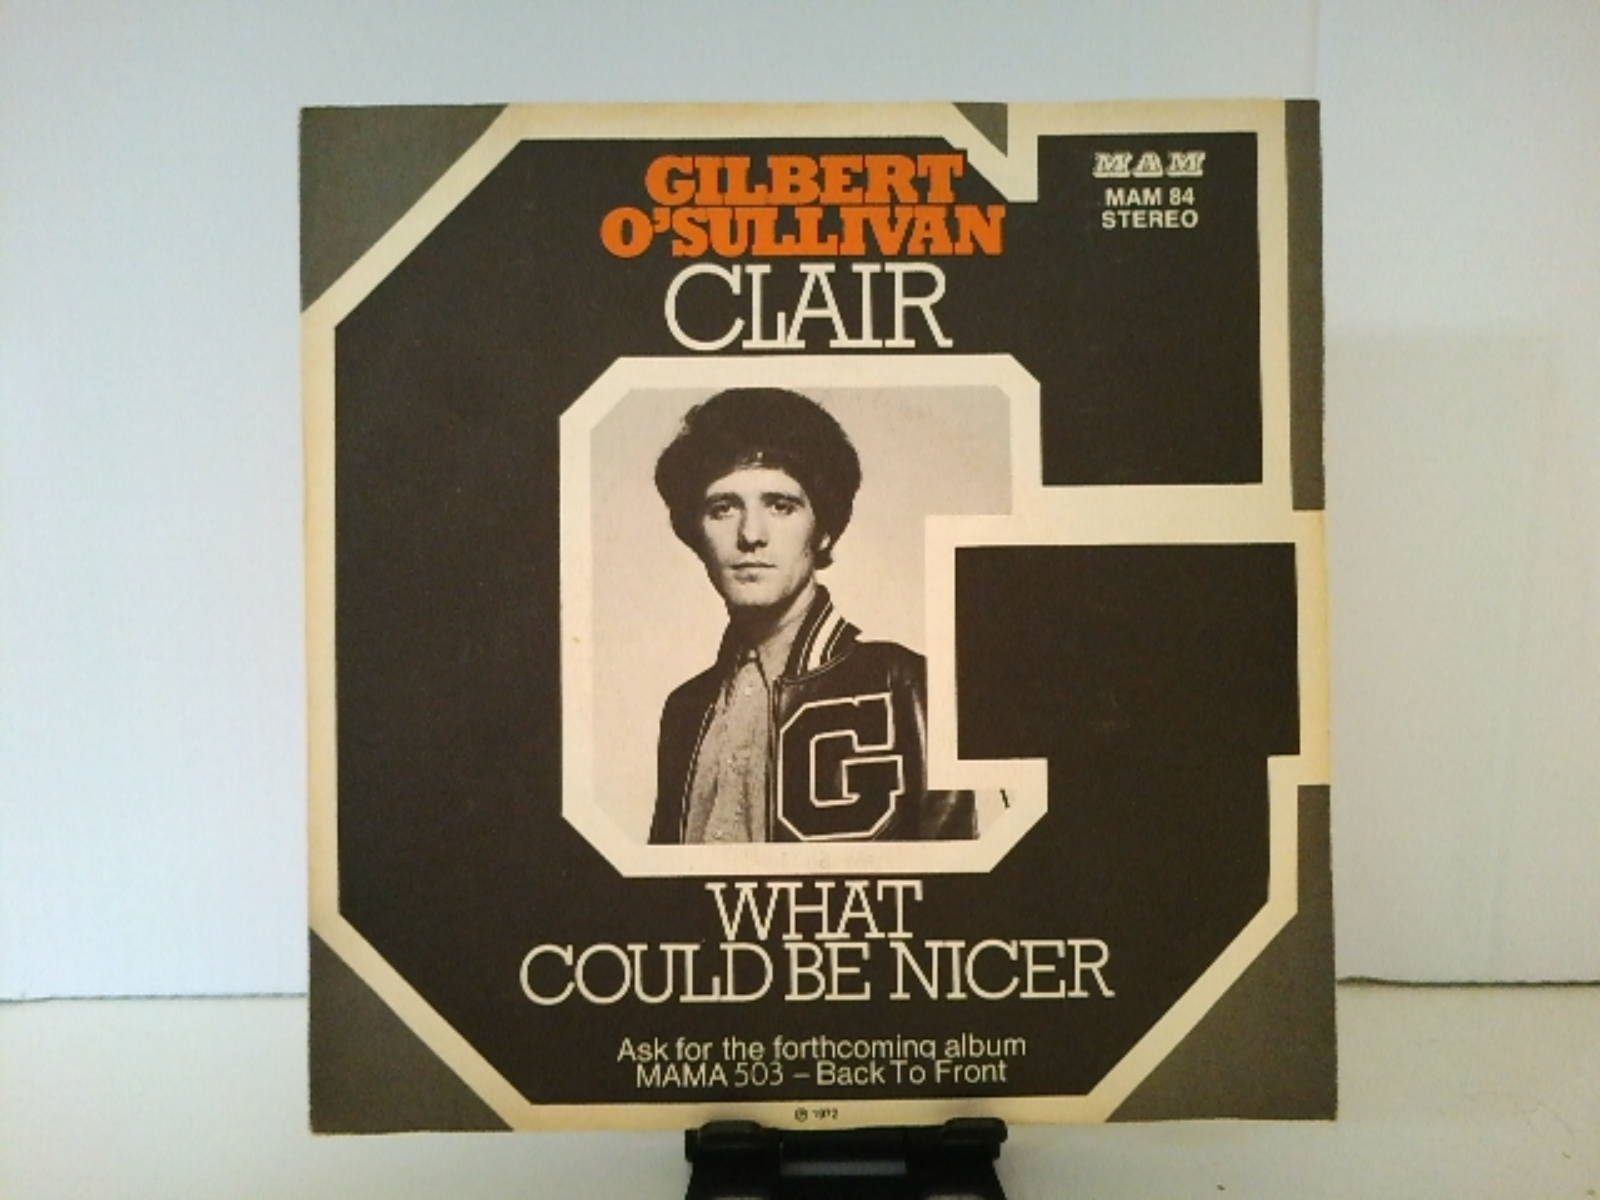 GILBERT
O'SULLIVAN
CLAIR
MAM
MAM 84
STEREO
G
WHAT
COULD BE NICER
Ask for the forthcoming album
MAMA 503 – Back To Front
℗ 1972